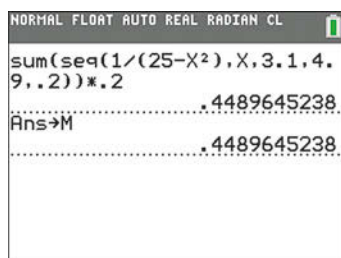 NORMAL FLOAT AUTO REAL RADIAN CL
sum(seq(1/(25-X²),X,3.1,4.
9,.2))*.2
.4489645238
Ans→M
.4489645238